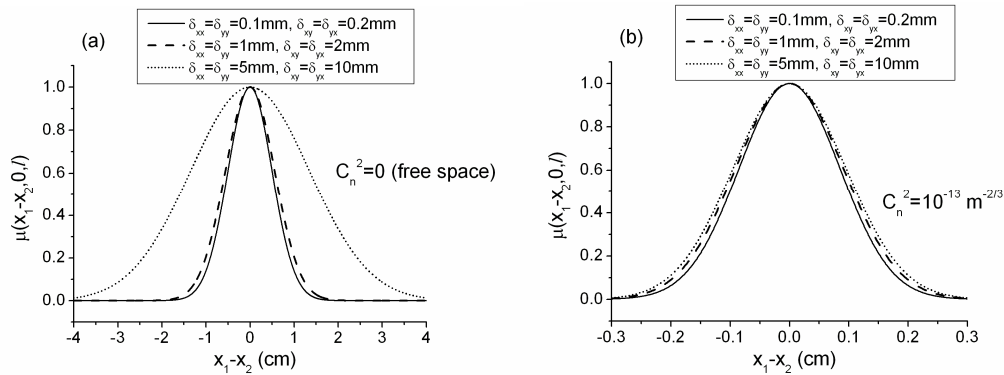 δxx=δyy=0.1mm, δxy=δyx=0.2mm
δxx=δyy=1mm, δxy=δyx=2mm
δxx=δyy=5mm, δxy=δyx=10mm
(a)
1.0
0.8
0.6
0.4
0.2
0.0
μ(x1-x2,0,l)
Cn2=0 (free space)
-4 -3 -2 -1 0 1 2 3 4
x1-x2 (cm)
δxx=δyy=0.1mm, δxy=δyx=0.2mm
δxx=δyy=1mm, δxy=δyx=2mm
δxx=δyy=5mm, δxy=δyx=10mm
(b)
1.0
0.8
0.6
0.4
0.2
0.0
μ(x1-x2,0,l)
Cn2=10-13 m-2/3
-0.3 -0.2 -0.1 0.0 0.1 0.2 0.3
x1-x2 (cm)